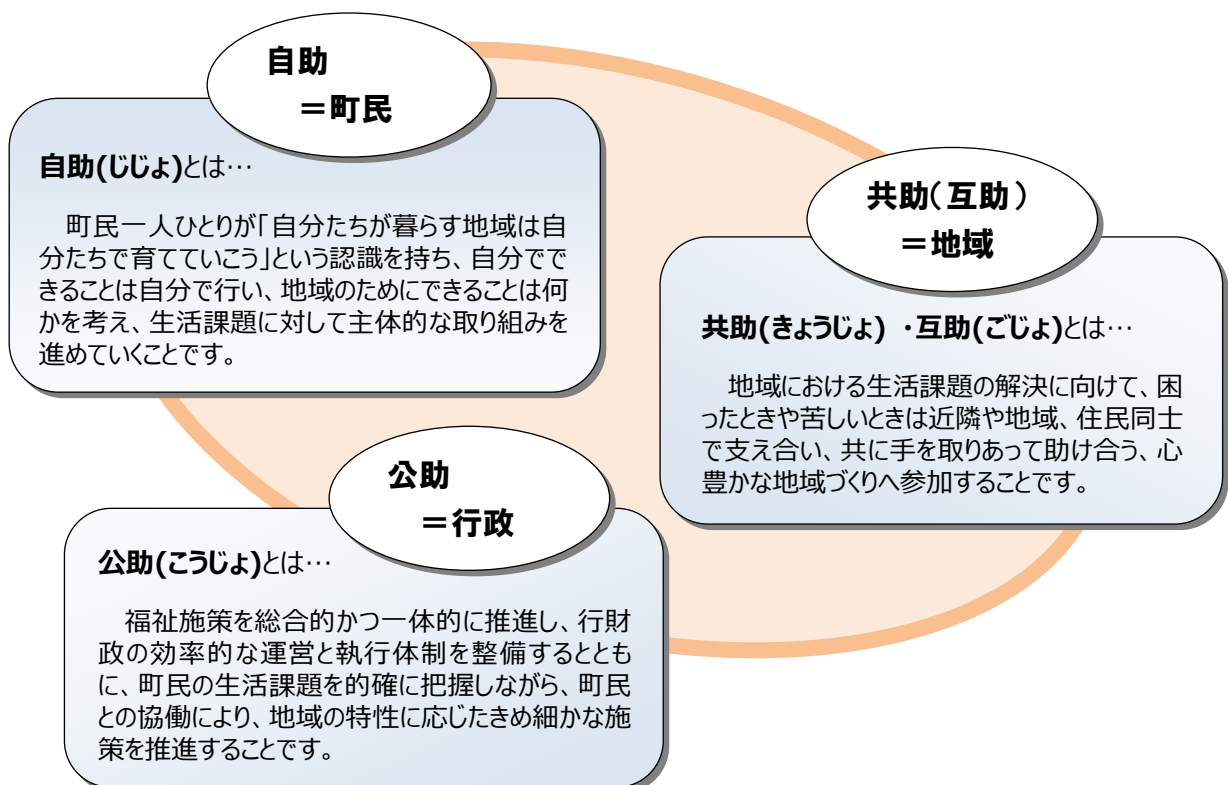 自助
＝町民
自助(じじょ)とは…
町民一人ひとりが「自分たちが暮らす地域は自
分たちで育てていこう」という認識を持ち、自分でで
きることは自分で行い、地域のためにできることは何
かを考え、生活課題に対して主体的な取り組みを
進めていくことです。
共助（互助）
＝地域
共助(きょうじょ) ・互助(ごじょ)とは…
地域における生活課題の解決に向けて、困
ったときや苦しいときは近隣や地域、住民同士
で支え合い、共に手を取りあって助け合う、心
豊かな地域づくりへ参加することです。
公助
＝行政
公助(こうじょ)とは…
福祉施策を総合的かつ一体的に推進し、行財
政の効率的な運営と執行体制を整備するととも
に、町民の生活課題を的確に把握しながら、町民
との協働により、地域の特性に応じたきめ細かな施
策を推進することです。